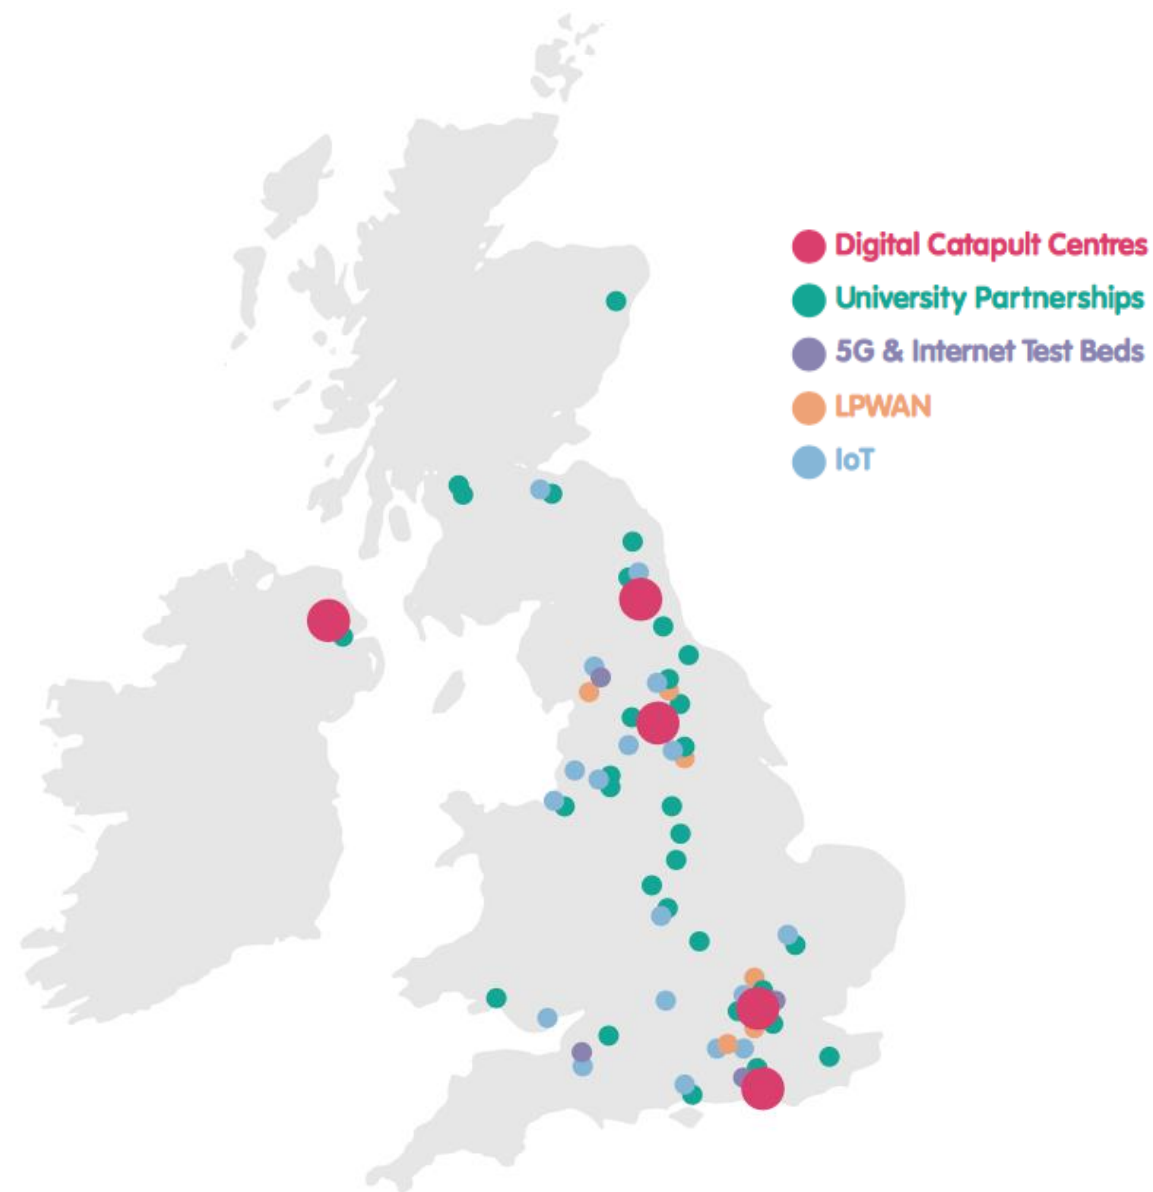 Digital Catapult Centres
University Partnerships
5G & Internet Test Beds
LPWAN
IoT